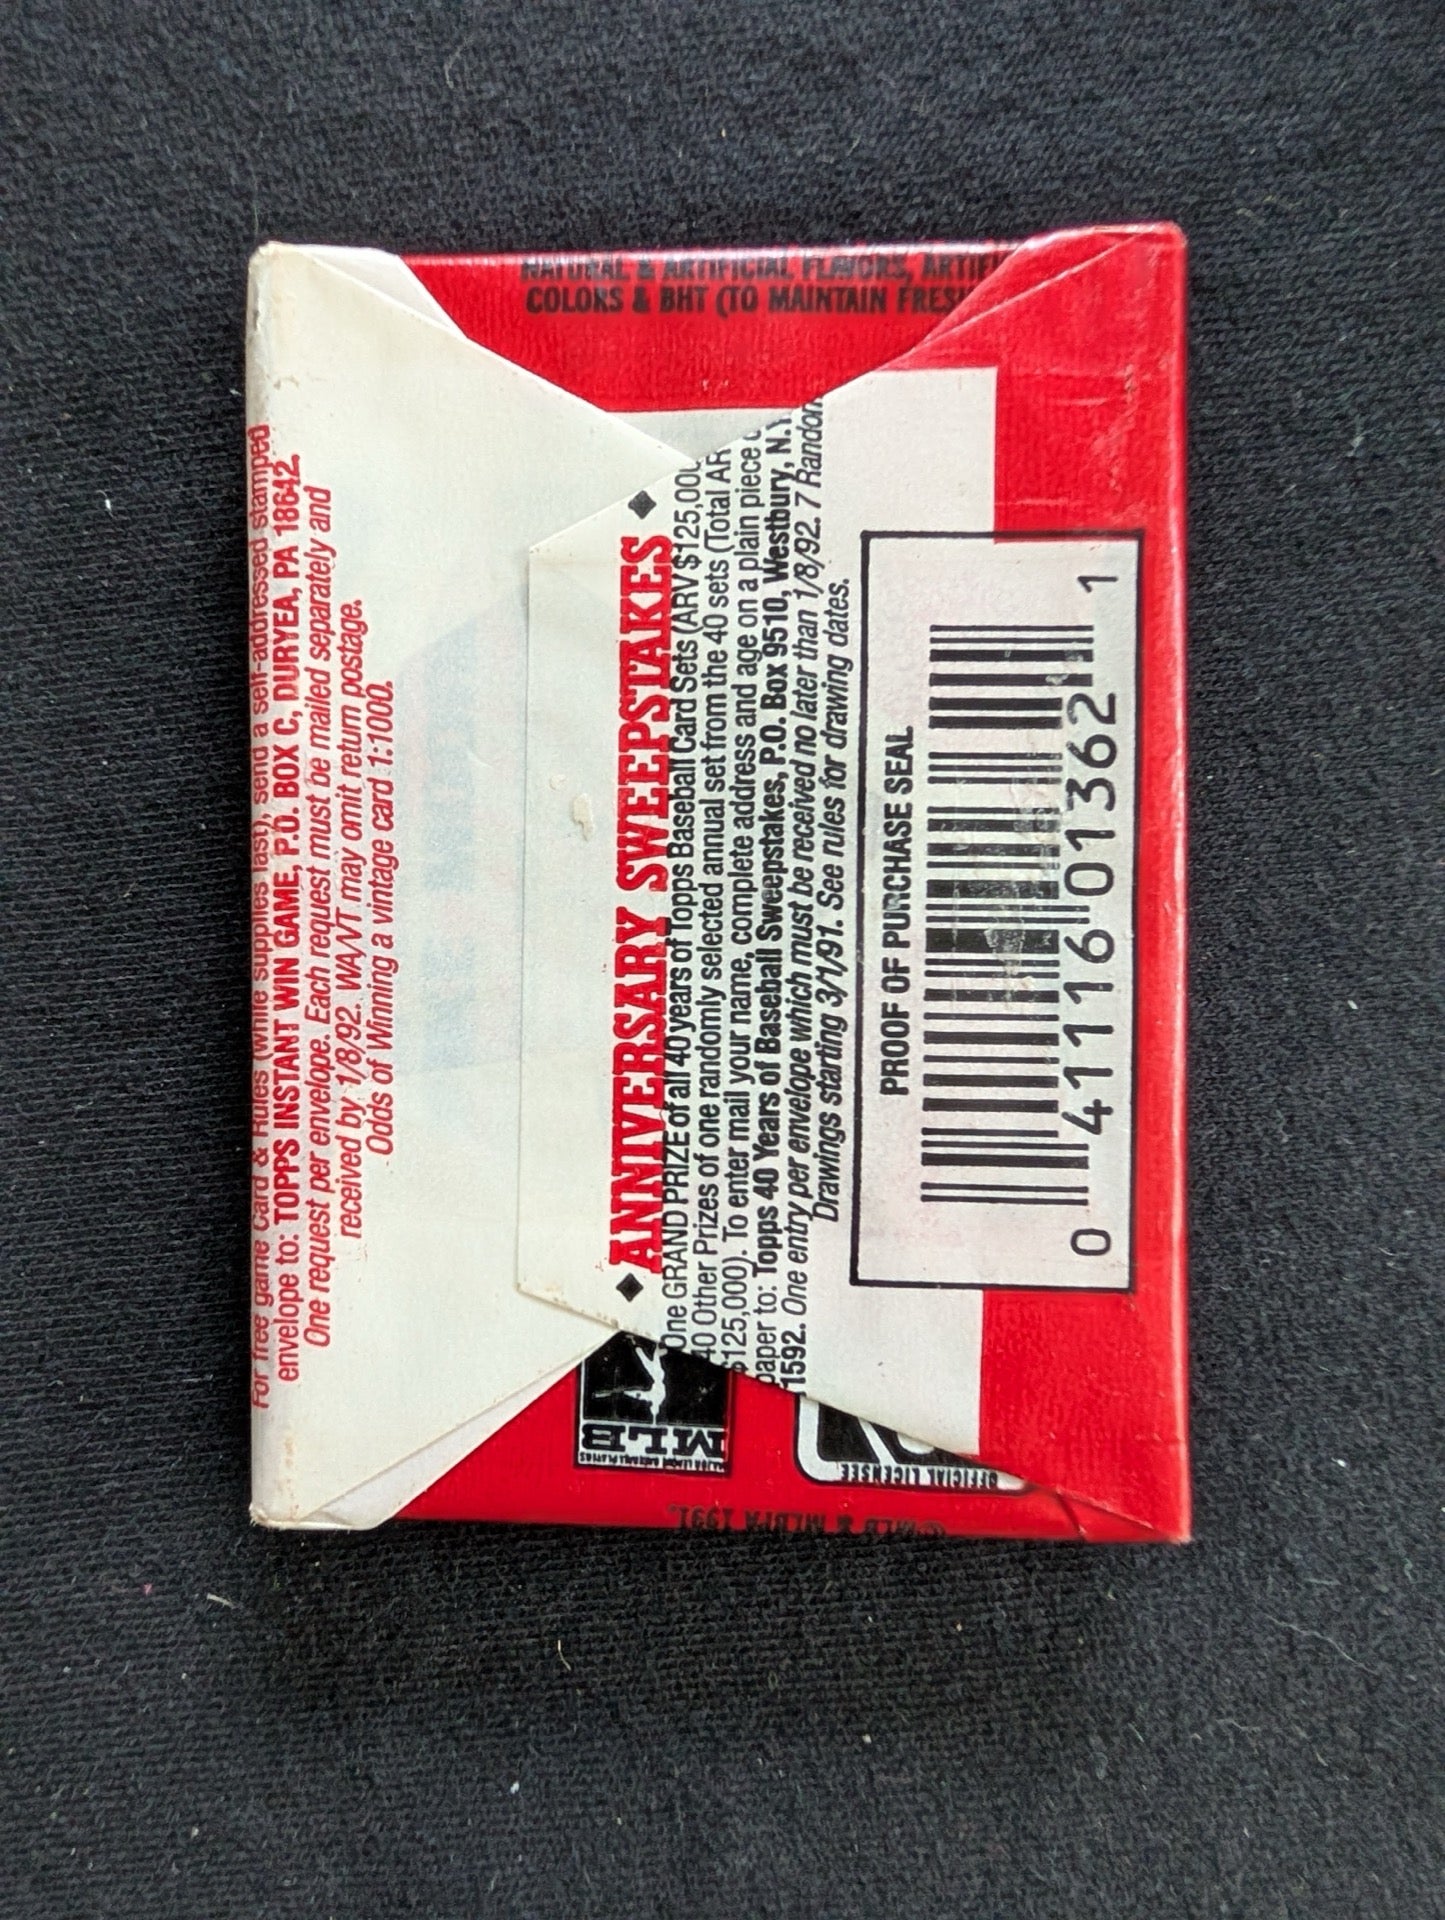 NATURAL & ARTIFICIAL FLAVORS,
COLORS & BHT (TO MAINTAIN
For free game Card & Rules (while supplies last), send a self-addressed stamped
envelope to: TOPPS INSTANT WIN GAME, P.O. BOX C, DURYEA, PA 18642.
One request per envelope. Each request must be mailed separately and
received by 1/8/92. WA/VT may omit return postage.
Odds of Winning a vintage card 1:1000.
◆ ANNIVERSARY SWEEPSTAKES ◆
One GRAND PRIZE of all 40 years of Topps Baseball Card Sets (ARV $125,000
40 Other Prizes of one randomly selected annual set from the 40 sets (Total AR
$125,000). To enter mail your name, complete address and age on a plain piece
paper to: Topps 40 Years of Baseball Sweepstakes, P.O. Box 9510, Westbury, N.Y
1592. One entry per envelope which must be received no later than 1/8/92. 7 Random
Drawings starting 3/1/91. See rules for drawing dates.
PROOF OF PURCHASE SEAL
0 41116 01362 1
MLB
MAJOR LEAGUE BASEBALL PLAYERS
OFFICIAL LICENSEE
© MLB & MLBPA 1991.